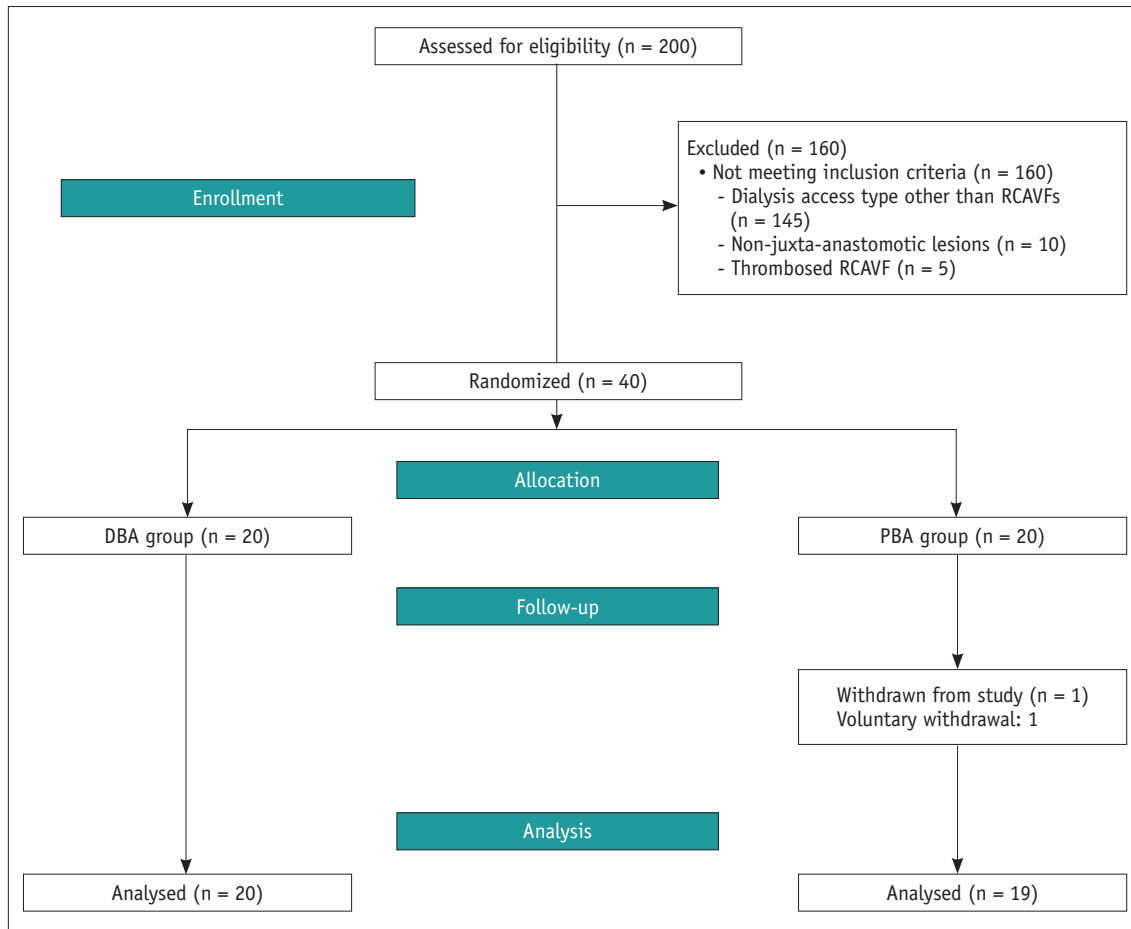 Assessed for eligibility (n = 200)
Excluded (n = 160)
• Not meeting inclusion criteria (n = 160)
- Dialysis access type other than RCAVFs
(n = 145)
- Non-juxta-anastomotic lesions (n = 10)
- Thrombosed RCAVF (n = 5)
Enrollment
Randomized (n = 40)
Allocation
DBA group (n = 20)
PBA group (n = 20)
Follow-up
Withdrawn from study (n = 1)
Voluntary withdrawal: 1
Analysis
Analysed (n = 20)
Analysed (n = 19)